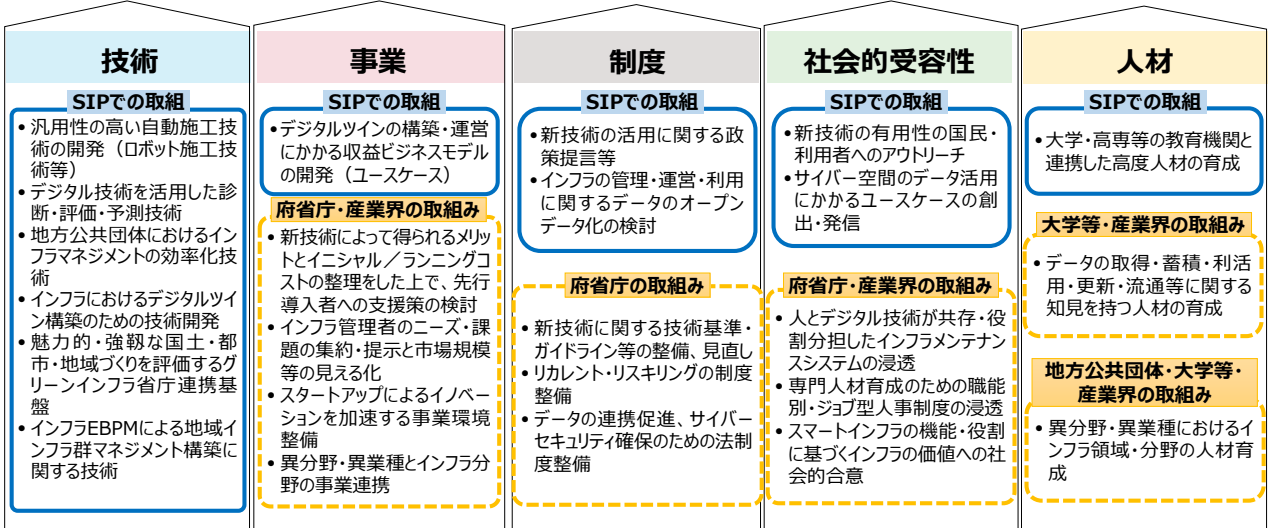 技術
SIPでの取組
• 汎用性の高い自動施工技
術の開発（ロボット施工技
術等）
• デジタル技術を活用した診
断・評価・予測技術
• 地方公共団体におけるイン
フラマネジメントの効率化技
術
• インフラにおけるデジタルツイ
ン構築のための技術開発
• 魅力的・強靱な国土・都
市・地域づくりを評価するグ
リーンインフラ省庁連携基
盤
• インフラEBPMによる地域イ
ンフラ群マネジメント構築に
関する技術
事業
SIPでの取組
• デジタルツインの構築・運営
にかかる収益ビジネスモデル
の開発（ユースケース）
府省庁・産業界の取組み
• 新技術によって得られるメリッ
トとイニシャル／ランニングコ
ストの整理をした上で、先行
導入者への支援策の検討
• インフラ管理者のニーズ・課
題の集約・提示と市場規模
等の見える化
• スタートアップによるイノベー
ションを加速する事業環境
整備
• 異分野・異業種とインフラ分
野の事業連携
制度
SIPでの取組
• 新技術の活用に関する政
策提言等
• インフラの管理・運営・利用
に関するデータのオープン
データ化の検討
府省庁の取組み
• 新技術に関する技術基準・
ガイドライン等の整備、見直し
• リカレント・リスキリングの制度
整備
• データの連携促進、サイバー
セキュリティ確保のための法制
度整備
社会的受容性
SIPでの取組
• 新技術の有用性の国民・
利用者へのアウトリーチ
• サイバー空間のデータ活用
にかかるユースケースの創
出・発信
府省庁・産業界の取組み
• 人とデジタル技術が共存・役
割分担したインフラメンテナン
スシステムの浸透
• 専門人材育成のための職能
別・ジョブ型人事制度の浸透
• スマートインフラの機能・役割
に基づくインフラの価値への社
会的合意
人材
SIPでの取組
• 大学・高専等の教育機関と
連携した高度人材の育成
大学等・産業界の取組み
• データの取得・蓄積・利活
用・更新・流通等に関する
知見を持つ人材の育成
地方公共団体・大学等・
産業界の取組み
• 異分野・異業種におけるイ
ンフラ領域・分野の人材育
成